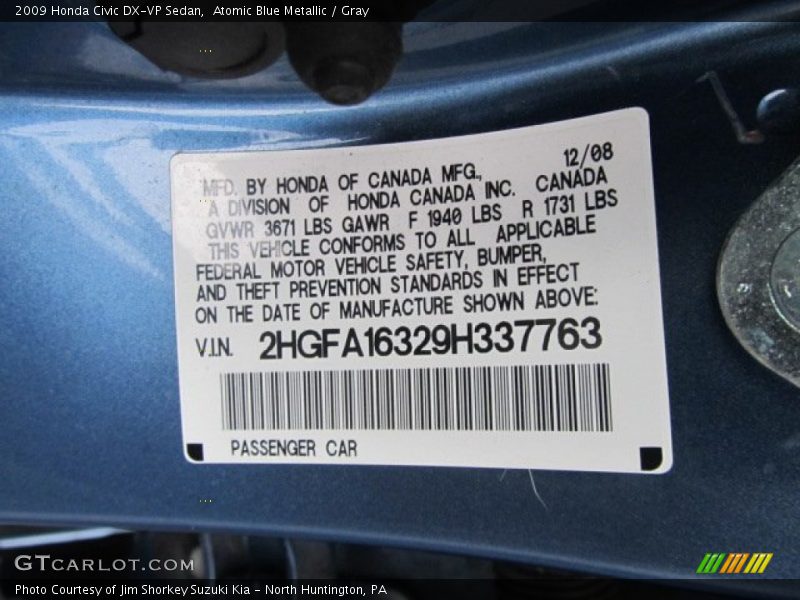 2009 Honda Civic DX-VP Sedan, Atomic Blue Metallic / Gray
12/08
MFD. BY HONDA OF CANADA MFG.,
A DIVISION OF HONDA CANADA INC. CANADA
GVWR 3671 LBS GAWR F 1940 LBS R 1731 LBS
THIS VEHICLE CONFORMS TO ALL APPLICABLE
FEDERAL MOTOR VEHICLE SAFETY, BUMPER,
AND THEFT PREVENTION STANDARDS IN EFFECT
ON THE DATE OF MANUFACTURE SHOWN ABOVE:
V.I.N. 2HGFA16329H337763
PASSENGER CAR
GTCARLOT.COM
Photo Courtesy of Jim Shorkey Suzuki Kia - North Huntington, PA